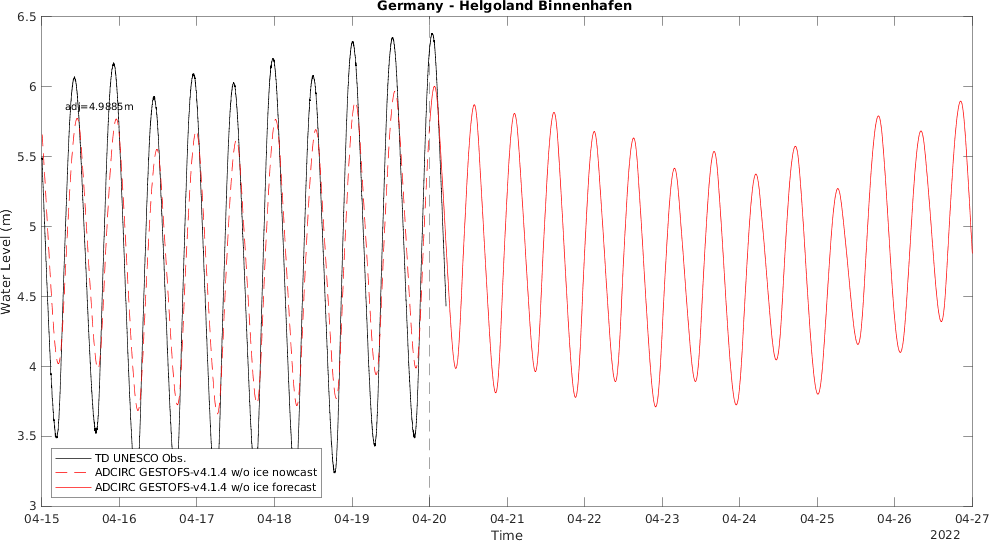 Germany - Helgoland Binnenhafen
6.5
6
5.5
5
4.5
4
3.5
3
Water Level (m)
adj=4.9885m
TD UNESCO Obs.
ADCIRC GESTOFS-v4.1.4 w/o ice nowcast
ADCIRC GESTOFS-v4.1.4 w/o ice forecast
04-15 04-16 04-17 04-18 04-19 04-20 04-21 04-22 04-23 04-24 04-25 04-26 04-27
Time
2022